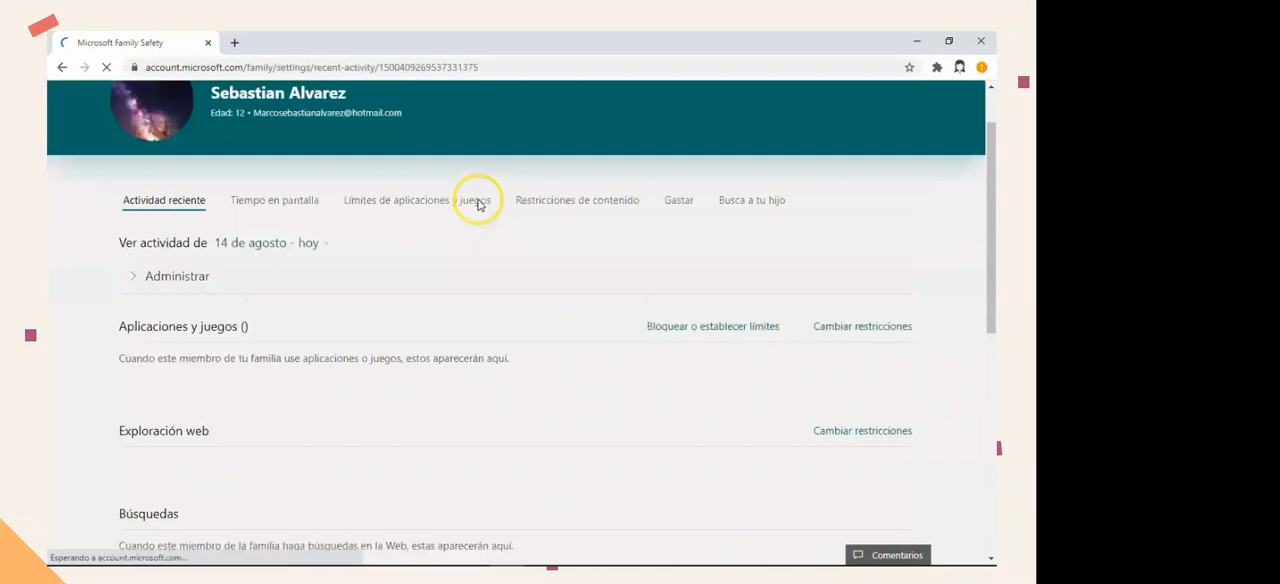 Microsoft Family Safety
account.microsoft.com/family/settings/recent-activity/1500409269537331375
Sebastian Alvarez
Edad: 12 • Marcosebastianalvarez@hotmail.com
Actividad reciente Tiempo en pantalla Límites de aplicaciones y juegos Restricciones de contenido Gastar Busca a tu hijo
Ver actividad de 14 de agosto - hoy
Administrar
Aplicaciones y juegos () Bloquear o establecer límites Cambiar restricciones
Cuando este miembro de tu familia use aplicaciones o juegos, estos aparecerán aquí.
Exploración web Cambiar restricciones
Búsquedas
Cuando este miembro de la familia haga búsquedas en la Web, estas aparecerán aquí.
Esperando a account.microsoft.com...
Comentarios